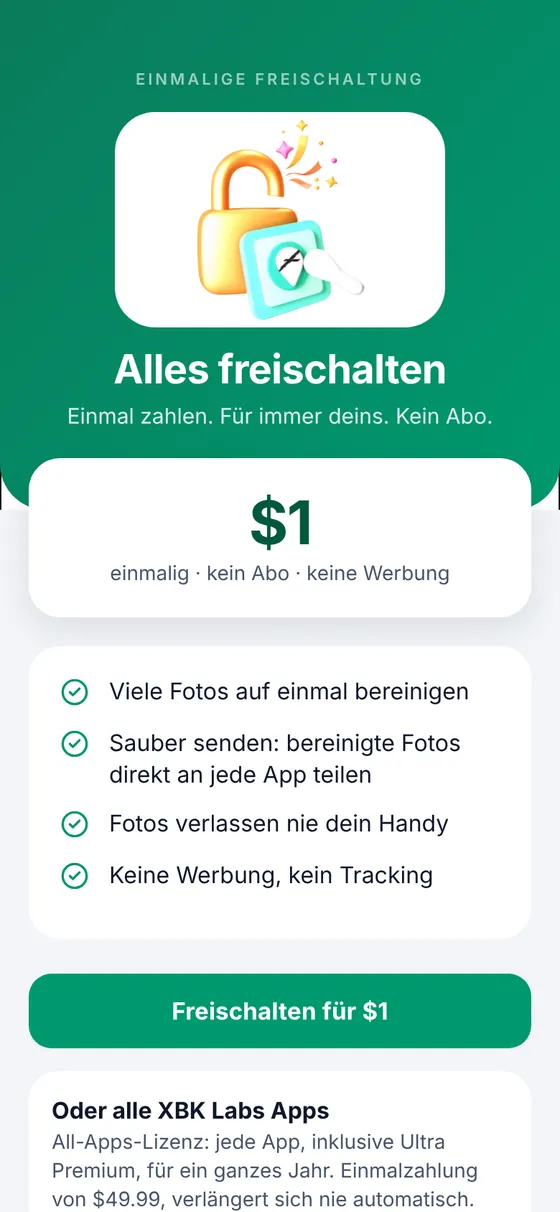 EINMALIGE FREISCHALTUNG
Alles freischalten
Einmal zahlen. Für immer deins. Kein Abo.
$1
einmalig · kein Abo · keine Werbung
Viele Fotos auf einmal bereinigen
Sauber senden: bereinigte Fotos
direkt an jede App teilen
Fotos verlassen nie dein Handy
Keine Werbung, kein Tracking
Freischalten für $1
Oder alle XBK Labs Apps
All-Apps-Lizenz: jede App, inklusive Ultra
Premium, für ein ganzes Jahr. Einmalzahlung
von $49.99, verlängert sich nie automatisch.